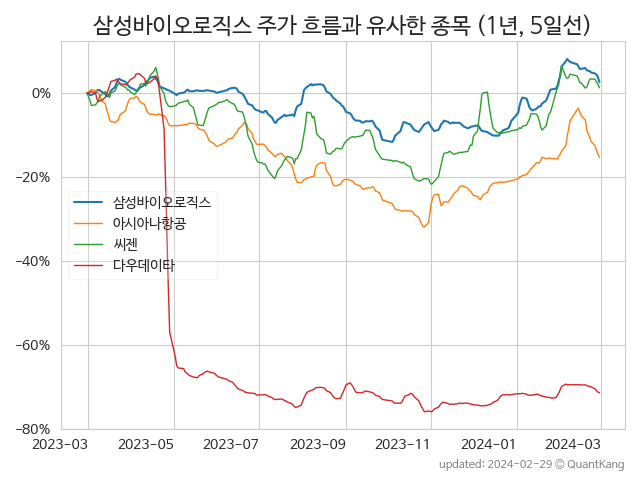 삼성바이오로직스 주가 흐름과 유사한 종목 (1년, 5일선)
0%
−20%
−40%
−60%
−80%
삼성바이오로직스
아시아나항공
씨젠
다우데이타
2023-03 2023-05 2023-07 2023-09 2023-11 2024-01 2024-03
updated: 2024-02-29 © QuantKang